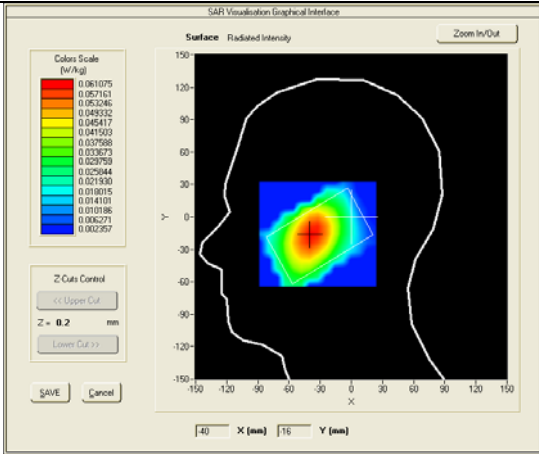 SAR Visualisation Graphical Interface
Surface Radiated Intensity
Zoom In/Out
Colors Scale
(W/kg)
0.061075
0.057161
0.053246
0.049332
0.045417
0.041503
0.037588
0.033673
0.029759
0.025844
0.021930
0.018015
0.014101
0.010186
0.006271
0.002357
Z-Cuts Control
<< Upper Cut
Z = 0.2 mm
Lower Cut >>
SAVE Cancel
150-
120-
90-
60-
30-
0-
-30-
-60-
-90-
-120-
-150-
Y
-150 -120 -90 -60 -30 0 30 60 90 120 150
X
-40 X (mm) -16 Y (mm)